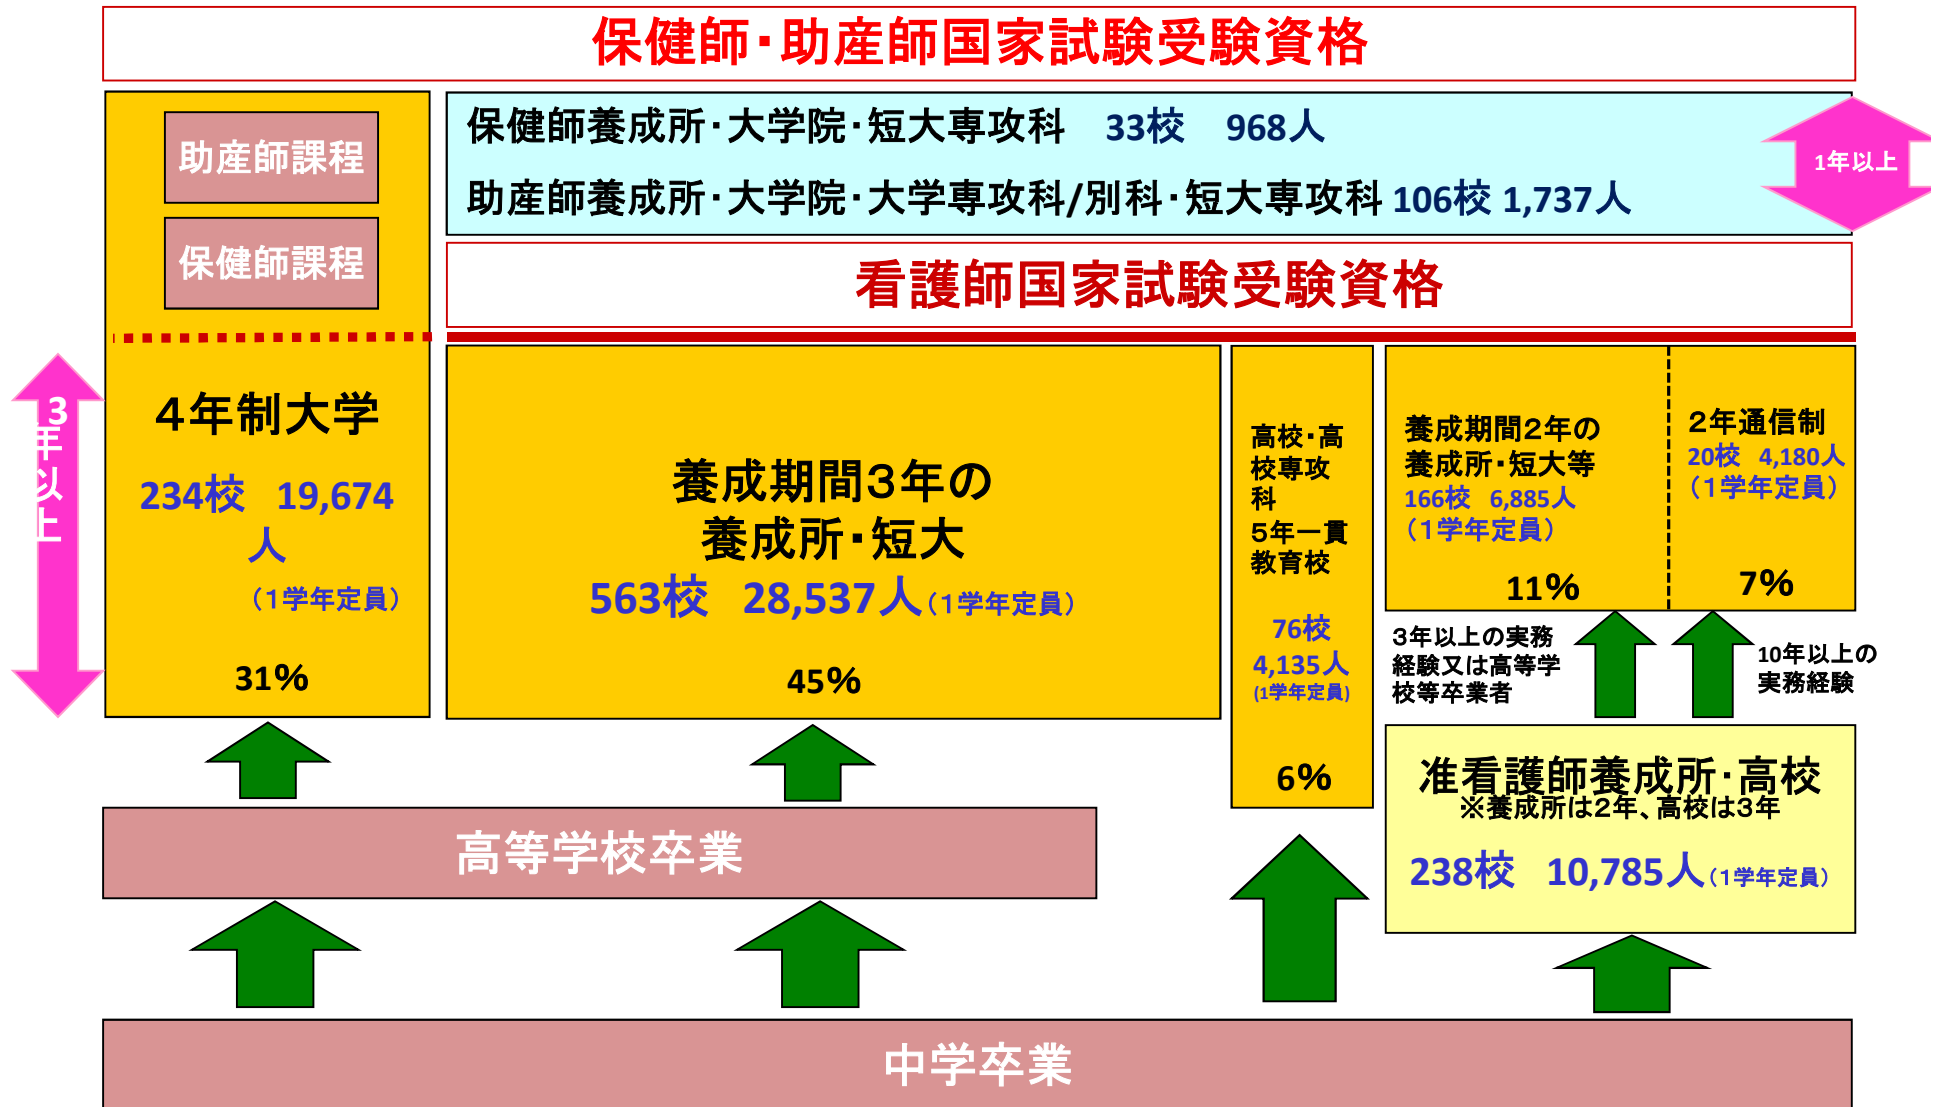 保健師・助産師国家試験受験資格
助産師課程
保健師課程
保健師養成所・大学院・短大専攻科 33校 968人
助産師養成所・大学院・大学専攻科/別科・短大専攻科 106校 1,737人
1年以上
看護師国家試験受験資格
3年以上
４年制大学
234校 19,674
人
（１学年定員）
31%
養成期間３年の
養成所・短大
563校 28,537人（１学年定員）
45%
高校・高
校専攻
科
５年一貫
教育校
76校
4,135人
(1学年定員)
6%
養成期間２年の
養成所・短大等
166校 6,885人
（１学年定員）
11%
２年通信制
20校 4,180人
（１学年定員）
7%
３年以上の実務
経験又は高等学
校等卒業者
10年以上の
実務経験
准看護師養成所・高校
※養成所は２年、高校は３年
238校 10,785人（１学年定員）
高等学校卒業
中学卒業